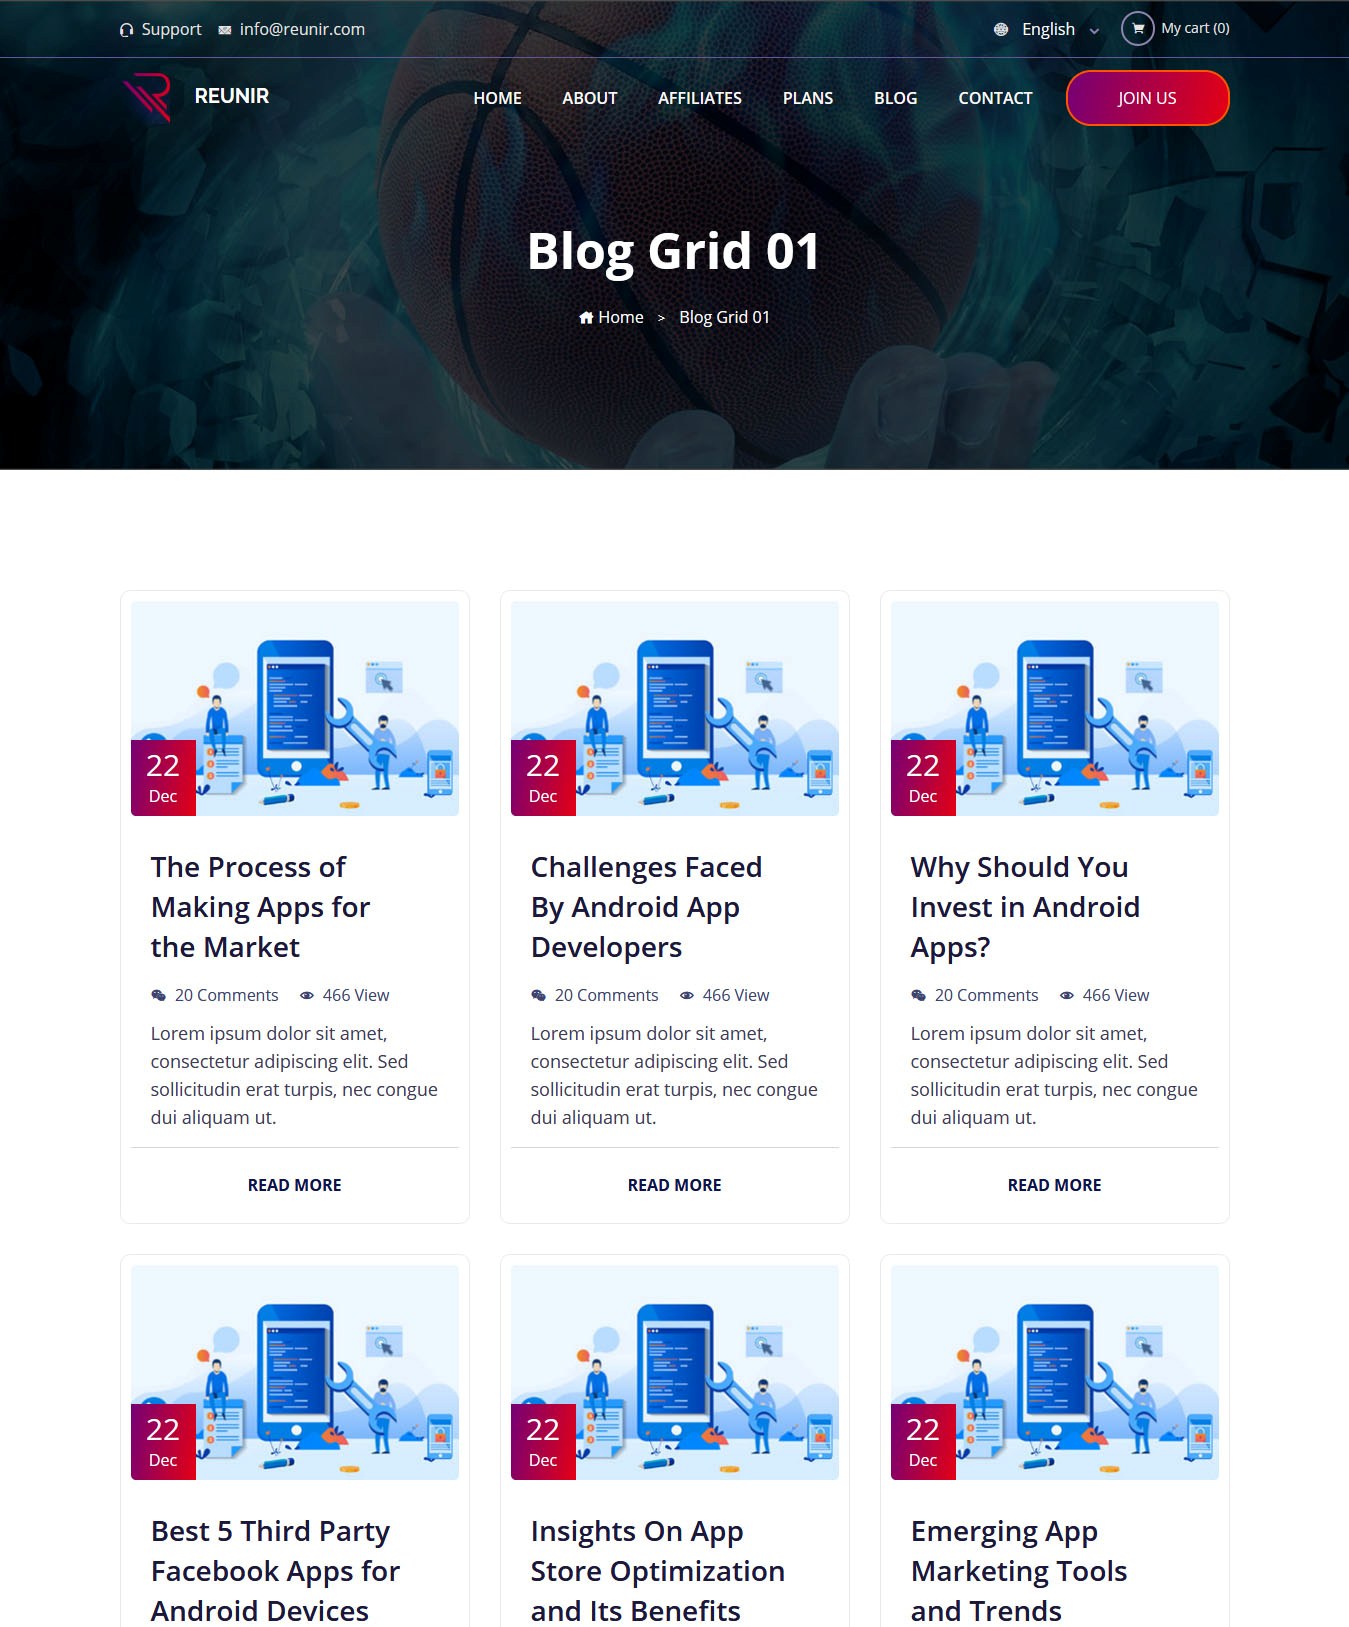 Support info@reunir.com English My cart (0)
REUNIR HOME ABOUT AFFILIATES PLANS BLOG CONTACT JOIN US
Blog Grid 01
Home > Blog Grid 01
22
Dec
The Process of
Making Apps for
the Market
20 Comments 466 View
Lorem ipsum dolor sit amet,
consectetur adipiscing elit. Sed
sollicitudin erat turpis, nec congue
dui aliquam ut.
READ MORE
22
Dec
Challenges Faced
By Android App
Developers
20 Comments 466 View
Lorem ipsum dolor sit amet,
consectetur adipiscing elit. Sed
sollicitudin erat turpis, nec congue
dui aliquam ut.
READ MORE
22
Dec
Why Should You
Invest in Android
Apps?
20 Comments 466 View
Lorem ipsum dolor sit amet,
consectetur adipiscing elit. Sed
sollicitudin erat turpis, nec congue
dui aliquam ut.
READ MORE
22
Dec
Best 5 Third Party
Facebook Apps for
Android Devices
22
Dec
Insights On App
Store Optimization
and Its Benefits
22
Dec
Emerging App
Marketing Tools
and Trends